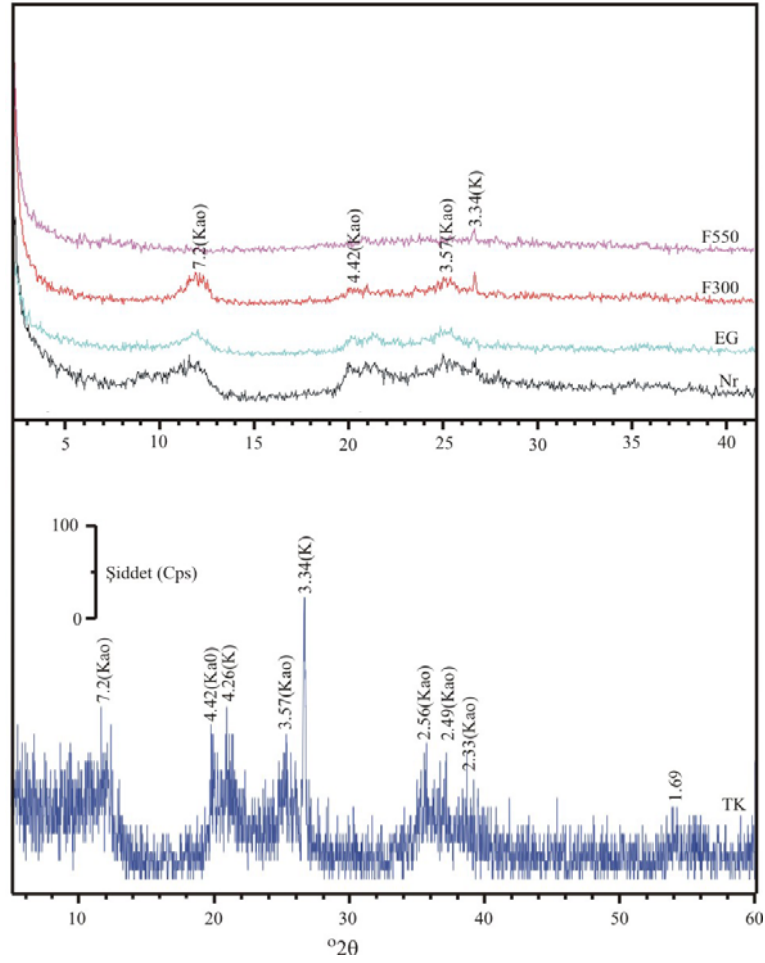 3.34(K)
7.2(Kao)
4.42(Kao)
3.57(Kao)
F550
F300
EG
Nr
5 10 15 20 25 30 35 40
100
Şiddet (Cps)
0
3.34(K)
7.2(Kao)
4.42(Ka0)
4.26(K)
3.57(Kao)
2.56(Kao)
2.49(Kao)
2.33(Kao)
1.69
TK
10 20 30 40 50 60
°2θ